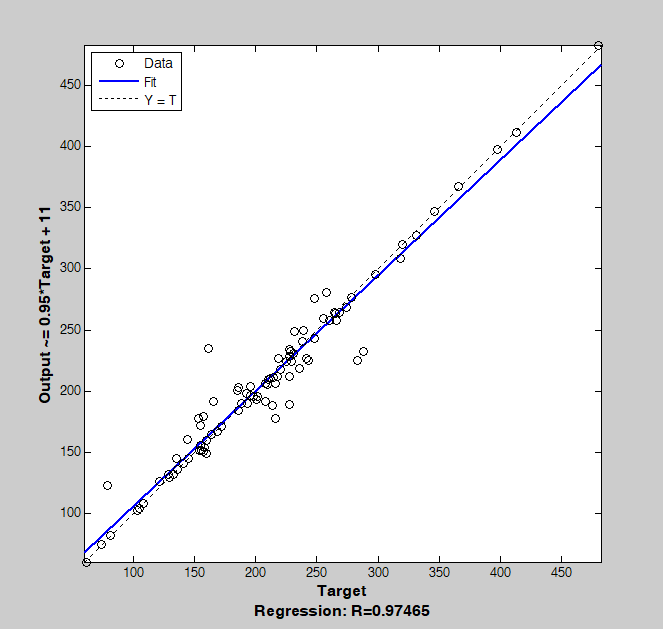 Data
Fit
Y = T
450
400
350
300
250
200
150
100
Output ~= 0.95*Target + 11
100 150 200 250 300 350 400 450
Target
Regression: R=0.97465